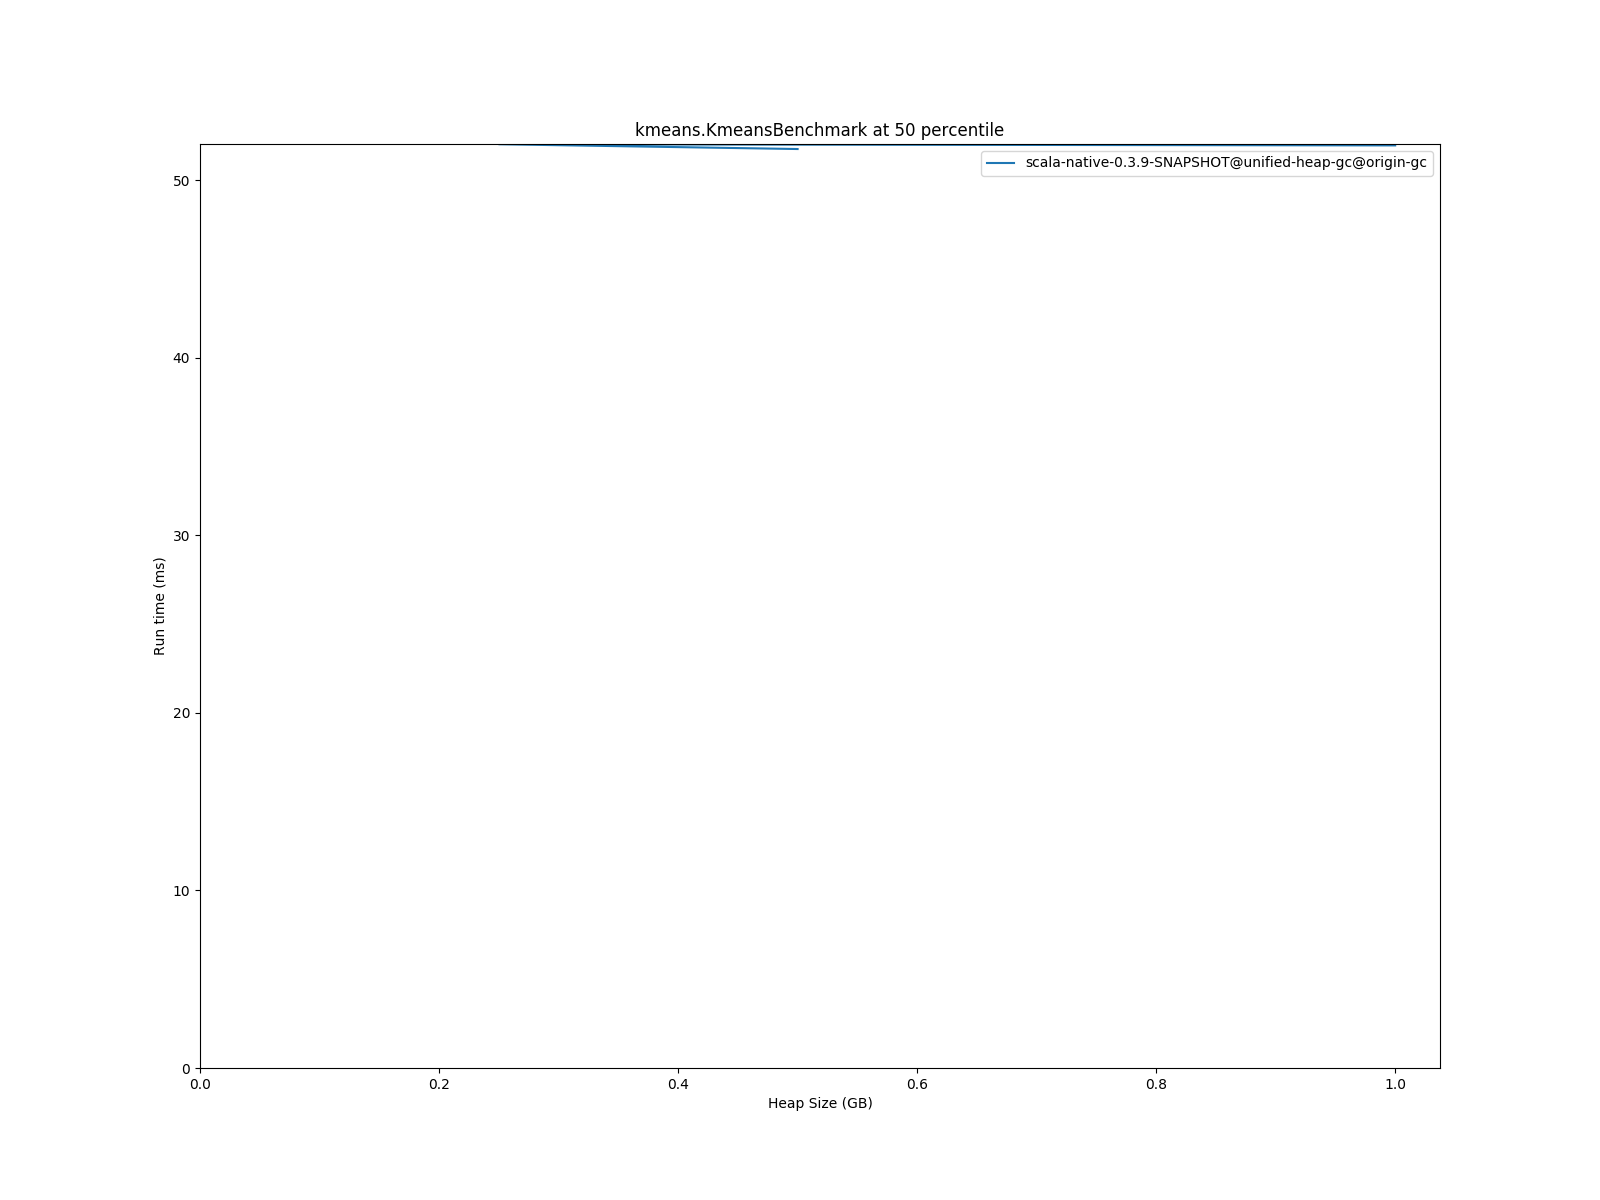 kmeans.KmeansBenchmark at 50 percentile
scala-native-0.3.9-SNAPSHOT@unified-heap-gc@origin-gc
50
40
30
20
10
0
Run time (ms)
0.0 0.2 0.4 0.6 0.8 1.0
Heap Size (GB)